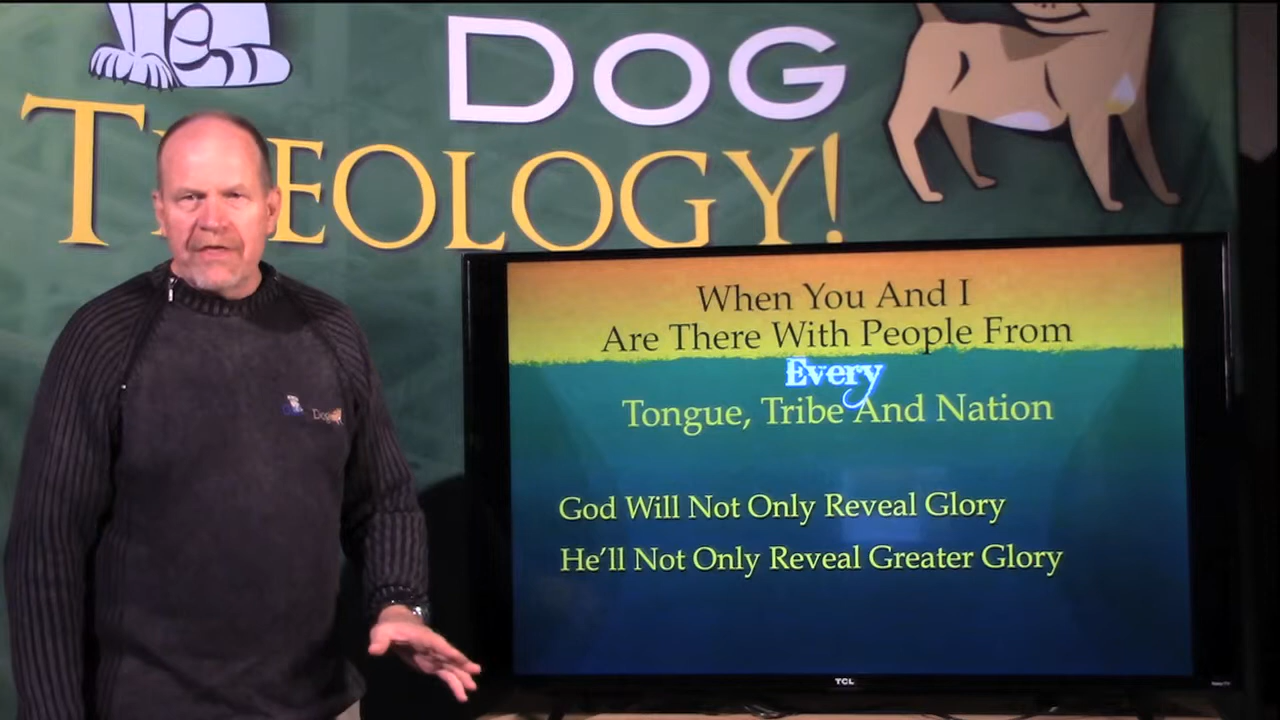 DOG
THEOLOGY!
When You And I
Are There With People From
Every
Tongue, Tribe And Nation
God Will Not Only Reveal Glory
He'll Not Only Reveal Greater Glory
Dog
TCL